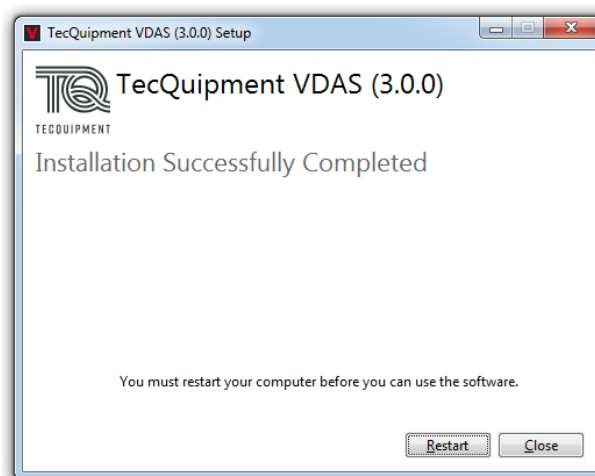 TecQuipment VDAS (3.0.0) Setup
TecQuipment VDAS (3.0.0)
TECQUIPMENT
Installation Successfully Completed
You must restart your computer before you can use the software.
Restart Close